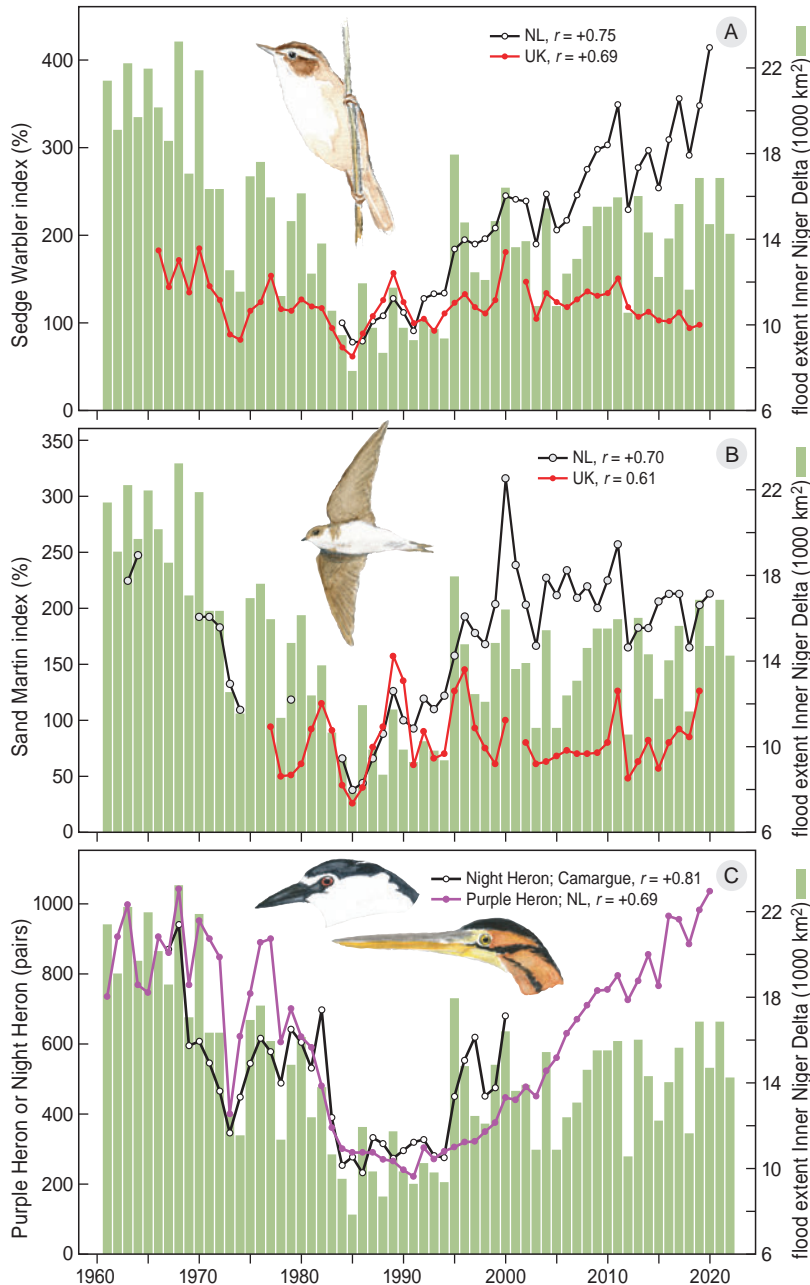 A
NL, r = +0.75
UK, r = +0.69
Sedge Warbler index (%)
400
300
200
100
0
22
18
14
10
6
flood extent Inner Niger Delta (1000 km²)
B
NL, r = +0.70
UK, r = 0.61
Sand Martin index (%)
350
300
250
200
150
100
50
0
22
18
14
10
6
flood extent Inner Niger Delta (1000 km²)
C
Night Heron; Camargue, r = +0.81
Purple Heron; NL, r = +0.69
Purple Heron or Night Heron (pairs)
1000
800
600
400
200
0
22
18
14
10
6
flood extent Inner Niger Delta (1000 km²)
1960 1970 1980 1990 2000 2010 2020